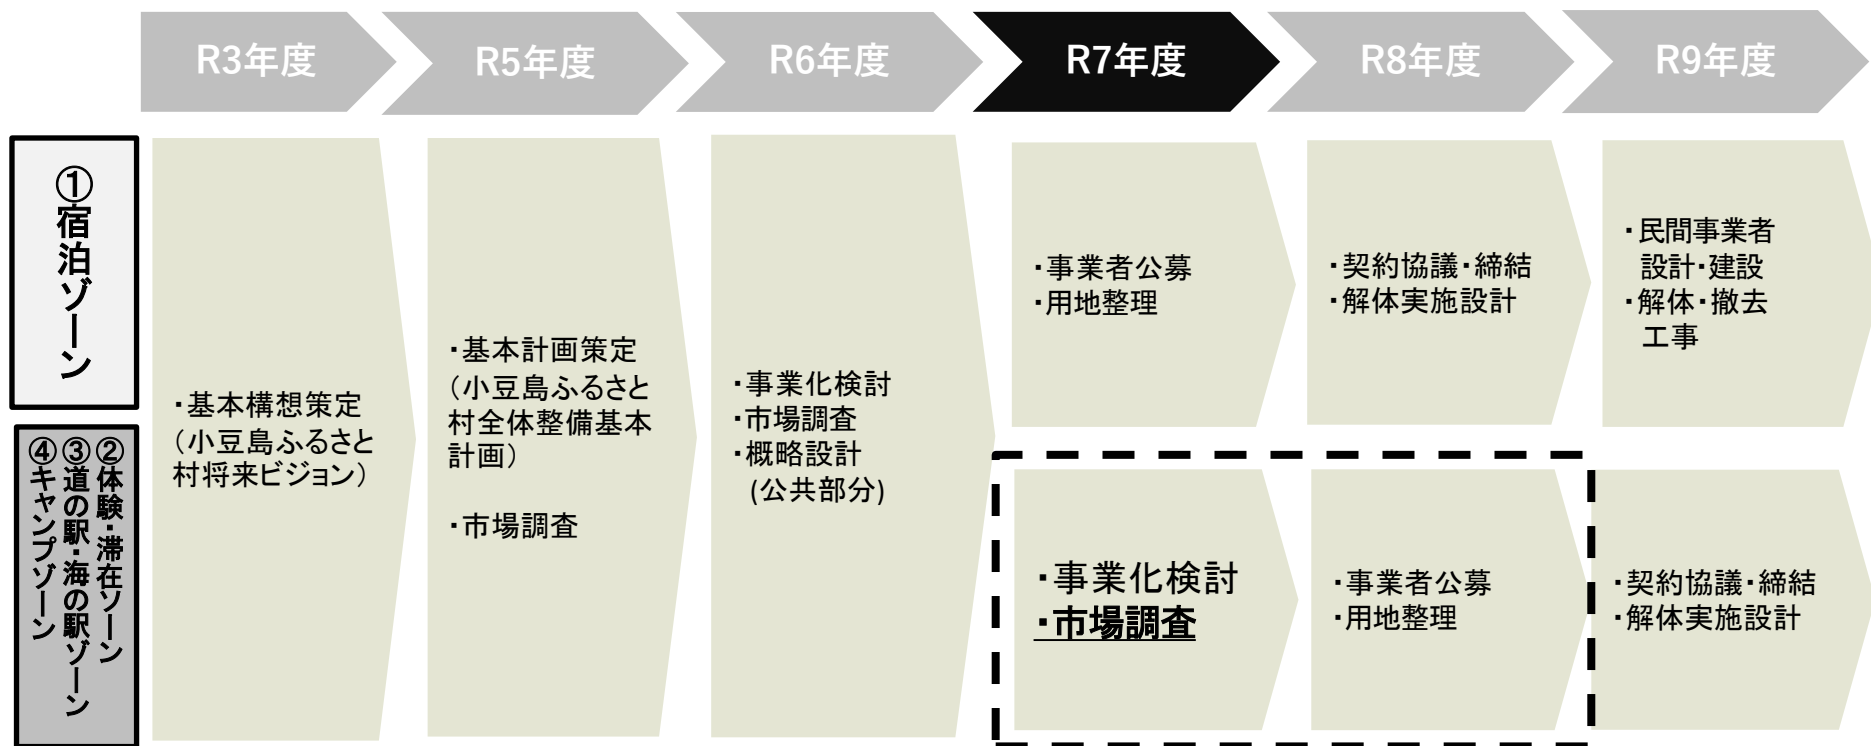 R3年度
R5年度
R6年度
R7年度
R8年度
R9年度
①宿泊ゾーン
②体験・滞在ゾーン
③道の駅・海の駅ゾーン
④キャンプゾーン
・基本構想策定
（小豆島ふるさと
村将来ビジョン）
・基本計画策定
（小豆島ふるさと
村全体整備基本
計画）
・市場調査
・事業化検討
・市場調査
・概略設計
(公共部分)
・事業者公募
・用地整理
・契約協議・締結
・解体実施設計
・民間事業者
設計・建設
・解体・撤去
工事
・事業化検討
・市場調査
・事業者公募
・用地整理
・契約協議・締結
・解体実施設計